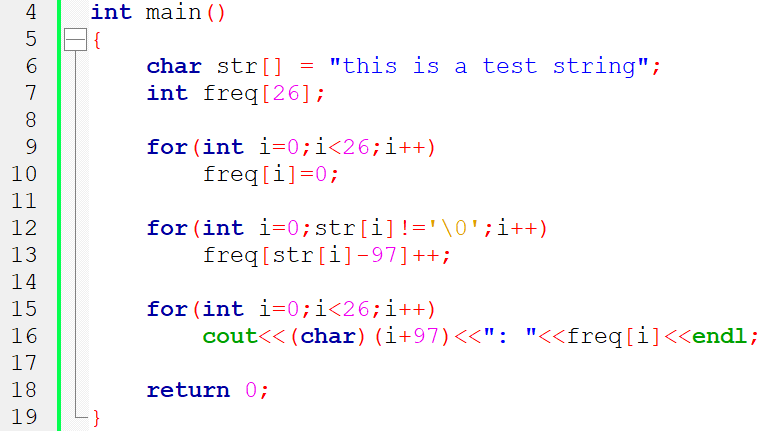 4 int main()
5 {
6 char str[] = "this is a test string";
7 int freq[26];
8
9 for(int i=0;i<26;i++)
10 freq[i]=0;
11
12 for(int i=0;str[i]!='\0';i++)
13 freq[str[i]-97]++;
14
15 for(int i=0;i<26;i++)
16 cout<<(char)(i+97)<<": "<<freq[i]<<endl;
17
18 return 0;
19 }